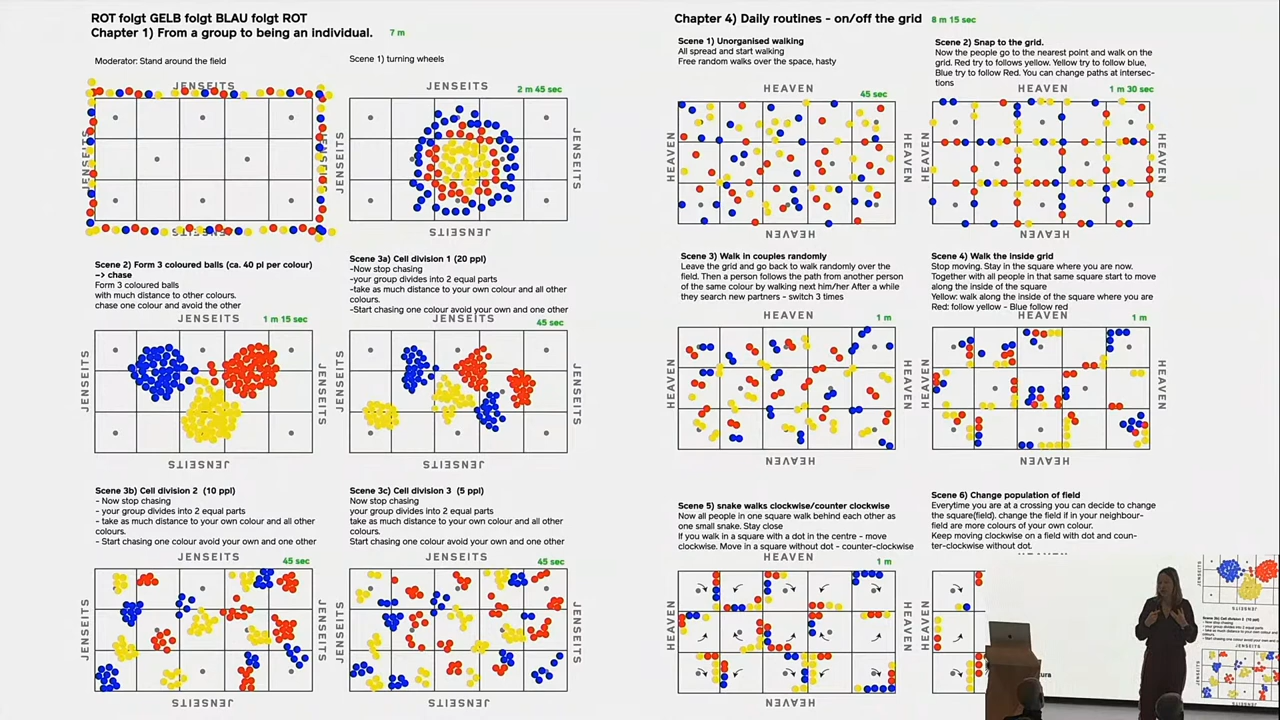 ROT folgt GELB folgt BLAU folgt ROT
Chapter 1) From a group to being an individual.
7 m
Moderator: Stand around the field
JENSEITS
JENSEITS
JENSEITS
JENSEITS
Scene 1) turning wheels
JENSEITS
2 m 45 sec
JENSEITS
JENSEITS
JENSEITS
Scene 2) Form 3 coloured balls (ca. 40 pl per colour)
–> chase
Form 3 coloured balls
with much distance to other colours.
chase one colour and avoid the other
JENSEITS
1 m 15 sec
JENSEITS
JENSEITS
JENSEITS
Scene 3a) Cell division 1 (20 ppl)
-Now stop chasing
-your group divides into 2 equal parts
-take as much distance to your own colour and all other
colours.
-Start chasing one colour avoid your own and one other
JENSEITS
45 sec
JENSEITS
JENSEITS
JENSEITS
Scene 3b) Cell division 2 (10 ppl)
- Now stop chasing
- your group divides into 2 equal parts
- take as much distance to your own colour and all other
colours.
- Start chasing one colour avoid your own and one other
JENSEITS
45 sec
JENSEITS
JENSEITS
JENSEITS
Scene 3c) Cell division 3 (5 ppl)
Now stop chasing
your group divides into 2 equal parts
take as much distance to your own colour and all other
colours.
Start chasing one colour avoid your own and one other
JENSEITS
45 sec
JENSEITS
JENSEITS
JENSEITS
Chapter 4) Daily routines - on/off the grid
8 m 15 sec
Scene 1) Unorganised walking
All spread and start walking
Free random walks over the space, hasty
HEAVEN
45 sec
HEAVEN
HEAVEN
HEAVEN
Scene 2) Snap to the grid.
Now the people go to the nearest point and walk on the
grid. Red try to follows yellow. Yellow try to follow blue,
Blue try to follow Red. You can change paths at intersec-
tions
HEAVEN
1 m 30 sec
HEAVEN
HEAVEN
Scene 3) Walk in couples randomly
Leave the grid and go back to walk randomly over the
field. Then a person follows the path from another person
of the same colour by walking next him/her After a while
they search new partners - switch 3 times
HEAVEN
1 m
HEAVEN
HEAVEN
HEAVEN
Scene 4) Walk the inside grid
Stop moving. Stay in the square where you are now.
Together with all people in that same square start to move
along the inside of the square
Yellow: walk along the inside of the square where you are
Red: follow yellow - Blue follow red
HEAVEN
1 m
HEAVEN
HEAVEN
Scene 5) snake walks clockwise/counter clockwise
Now all people in one square walk behind each other as
one small snake. Stay close
If you walk in a square with a dot in the centre - move
clockwise. Move in a square without dot - counter-clockwise
HEAVEN
1 m
HEAVEN
HEAVEN
HEAVEN
Scene 6) Change population of field
Everytime you are at a crossing you can decide to change
the square(field). change the field if in your neighbour-
field are more colours of your own colour.
Keep moving clockwise on a field with dot and coun-
ter-clockwise without dot.